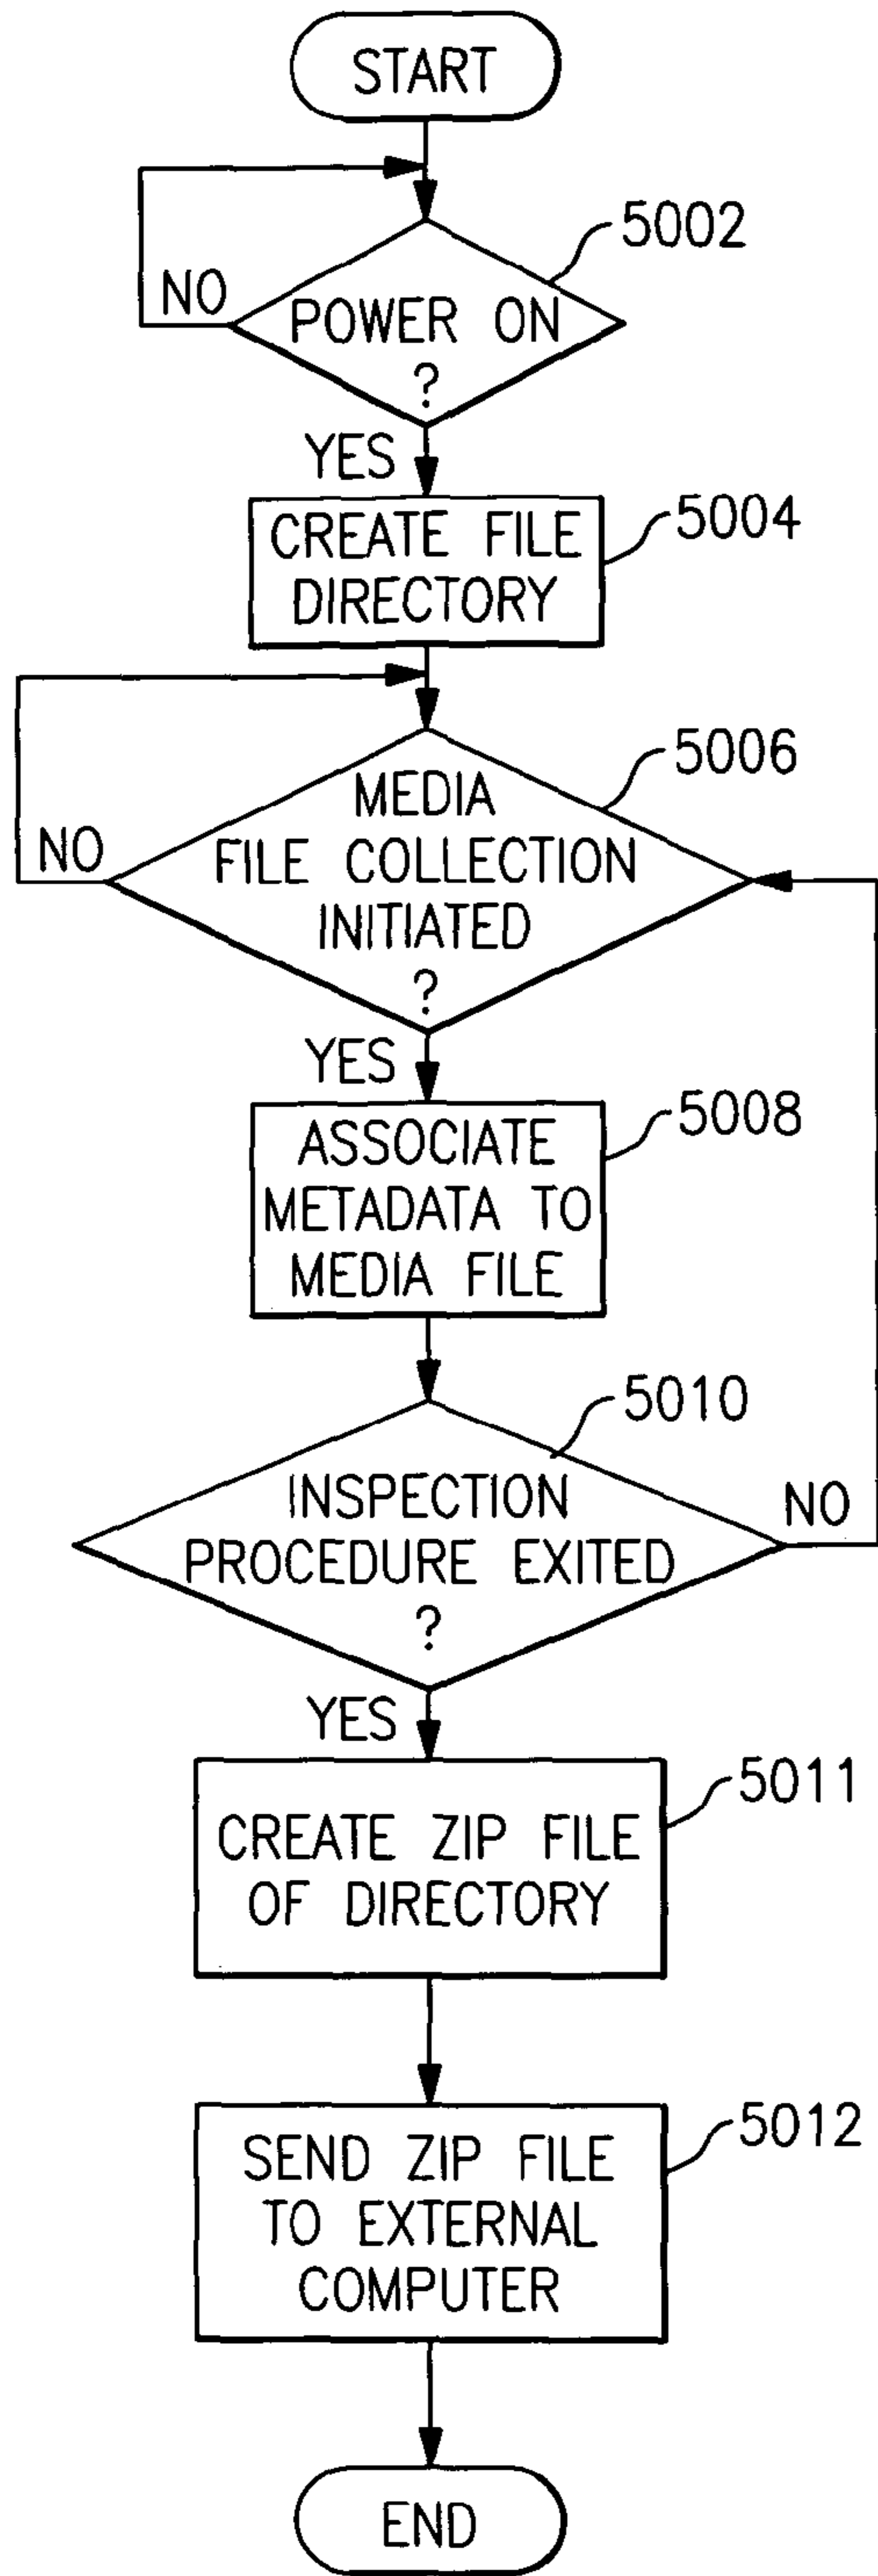 START
5002
NO
POWER ON
?
YES
CREATE FILE
DIRECTORY
5004
5006
MEDIA
FILE COLLECTION
INITIATED
?
NO
YES
5008
ASSOCIATE
METADATA TO
MEDIA FILE
5010
INSPECTION
PROCEDURE EXITED
?
NO
YES
5011
CREATE ZIP FILE
OF DIRECTORY
5012
SEND ZIP FILE
TO EXTERNAL
COMPUTER
END